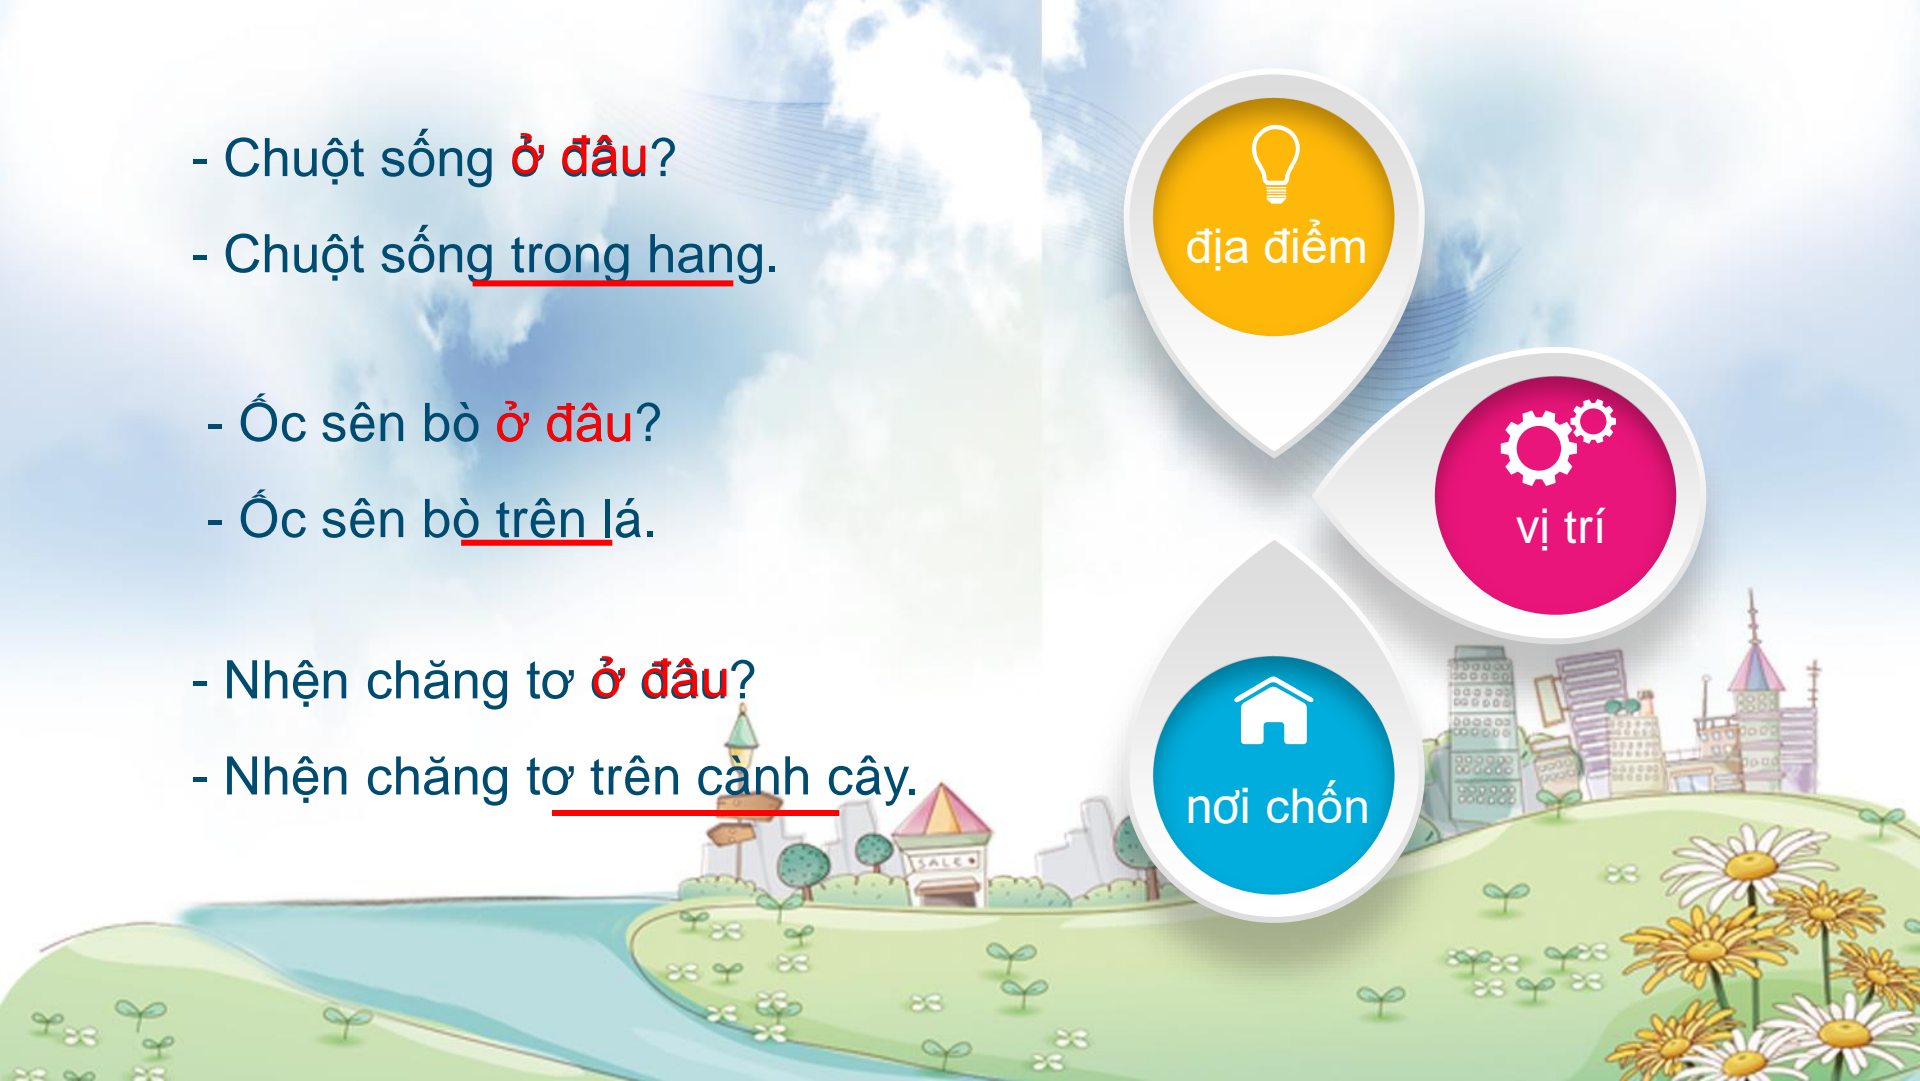 - Chuột sống ở đâu?
- Chuột sống trong hang.
- Ốc sên bò ở đâu?
- Ốc sên bò trên lá.
- Nhện chăng tơ ở đâu?
- Nhện chăng tơ trên cành cây.
địa điểm
vị trí
nơi chốn
SALE